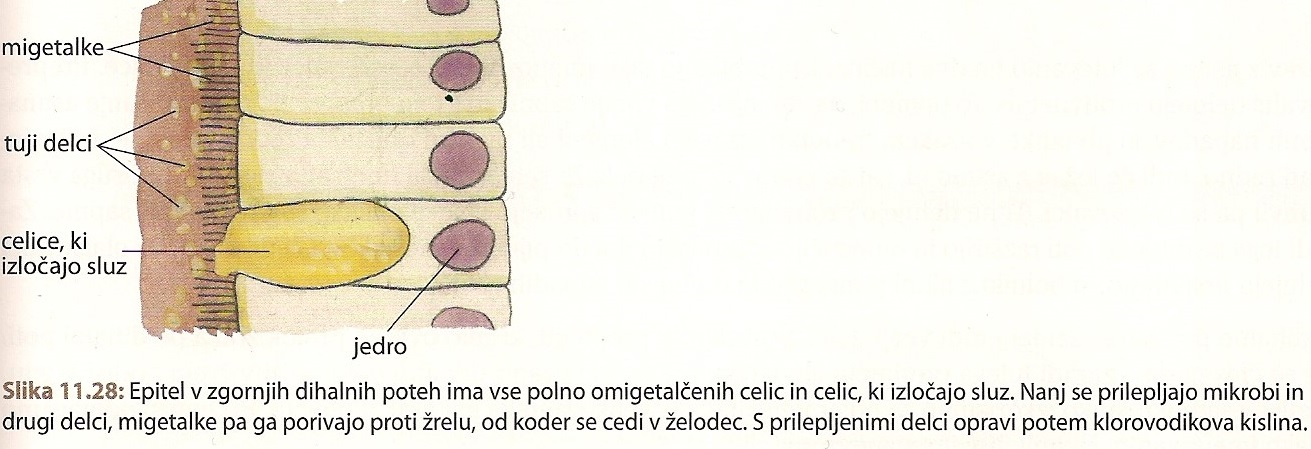 migetalke
tuji delci
celice, ki
izločajo sluz
jedro
Slika 11.28: Epitel v zgornjih dihalnih poteh ima vse polno omigetalčenih celic in celic, ki izločajo sluz. Nanj se prilepljajo mikrobi in
drugi delci, migetalke pa ga porivajo proti žrelu, od koder se cedi v želodec. S prilepljenimi delci opravi potem klorovodikova kislina.